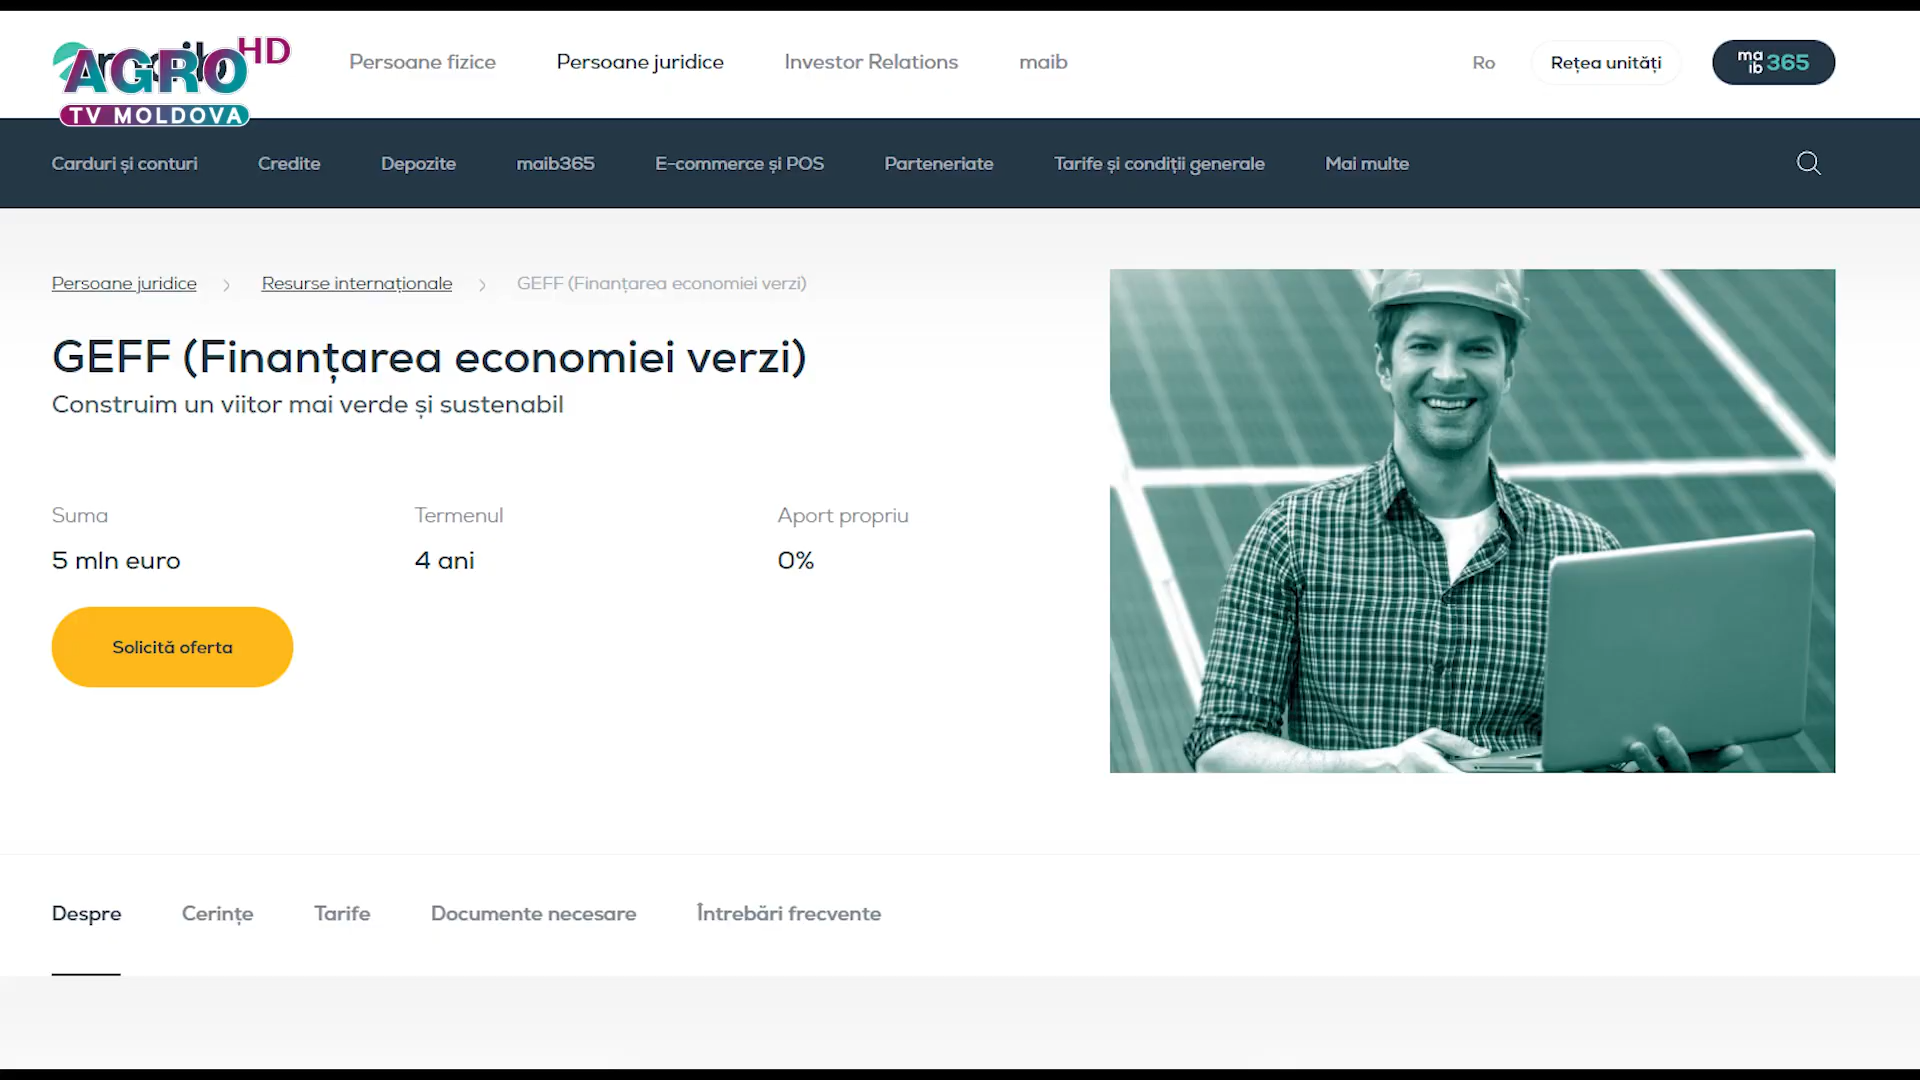 AGRO HD
TV MOLDOVA
Persoane fizice
Persoane juridice
Investor Relations
maib
Ro
Rețea unități
maib 365
Carduri și conturi
Credite
Depozite
maib365
E-commerce și POS
Parteneriate
Tarife și condiții generale
Mai multe
Persoane juridice
Resurse internaționale
GEFF (Finanțarea economiei verzi)
GEFF (Finanțarea economiei verzi)
Construim un viitor mai verde și sustenabil
Suma
Termenul
Aport propriu
5 mln euro
4 ani
0%
Solicită oferta
Despre
Cerințe
Tarife
Documente necesare
Întrebări frecvente